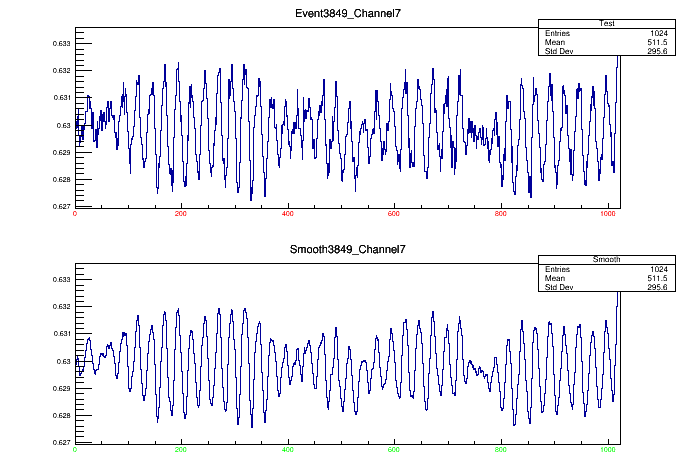 Event3849_Channel7
Test
Entries 1024
Mean 511.5
Std Dev 295.6
0.633
0.632
0.631
0.63
0.629
0.628
0.627
0 200 400 600 800 1000
Smooth3849_Channel7
Smooth
Entries 1024
Mean 511.5
Std Dev 295.6
0.633
0.632
0.631
0.63
0.629
0.628
0.627
0 200 400 600 800 1000